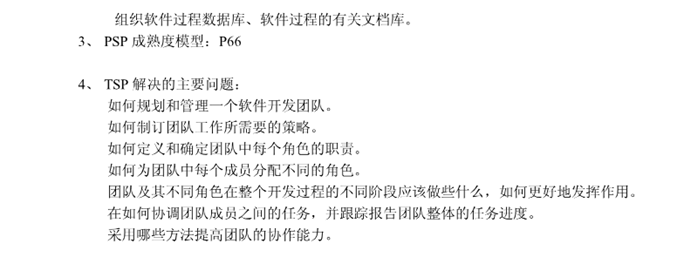 组织软件过程数据库、软件过程的有关文档库。
3、 PSP 成熟度模型：P66
4、 TSP 解决的主要问题：
如何规划和管理一个软件开发团队。
如何制订团队工作所需要的策略。
如何定义和确定团队中每个角色的职责。
如何为团队中每个成员分配不同的角色。
团队及其不同角色在整个开发过程的不同阶段应该做些什么，如何更好地发挥作用。
在如何协调团队成员之间的任务，并跟踪报告团队整体的任务进度。
采用哪些方法提高团队的协作能力。